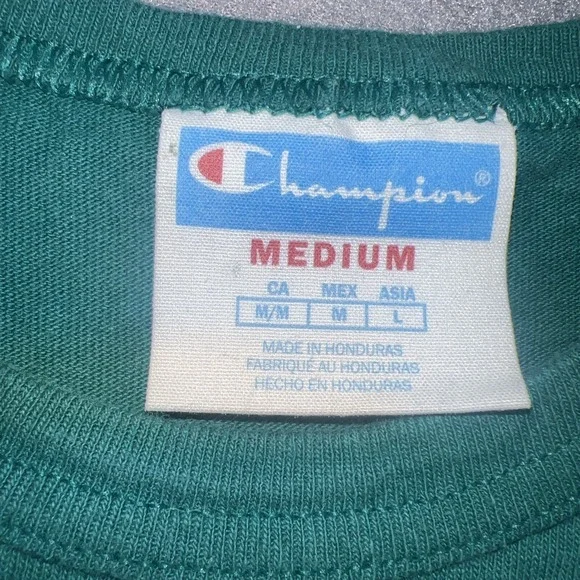 Champion®
MEDIUM
CA MEX ASIA
M/M M L
MADE IN HONDURAS
FABRIQUÉ AU HONDURAS
HECHO EN HONDURAS